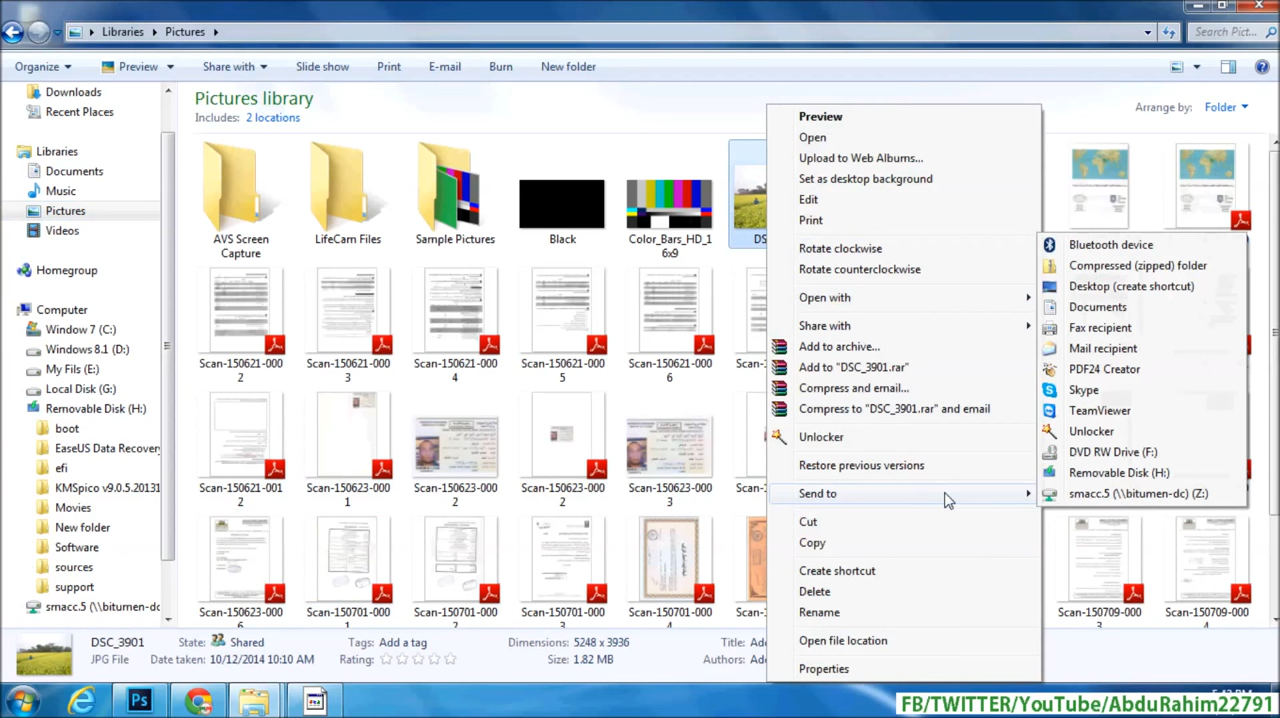 Libraries
Pictures
Search Pict...
Organize
Preview
Share with
Slide show
Print
E-mail
Burn
New folder
Downloads
Recent Places
Libraries
Documents
Music
Pictures
Videos
Homegroup
Computer
Window 7 (C:)
Windows 8.1 (D:)
My Fils (E:)
Local Disk (G:)
Removable Disk (H:)
boot
EaseUS Data Recovery
efi
KMSpico v9.0.5.20131
Movies
New folder
Software
sources
support
smacc.5 (\\bitumen-dc)
Pictures library
Includes: 2 locations
Arrange by: Folder
AVS Screen
Capture
LifeCam Files
Sample Pictures
Black
Color_Bars_HD_1
6x9
Scan-150621-000
2
Scan-150621-000
3
Scan-150621-000
4
Scan-150621-000
5
Scan-150621-000
6
Scan-150621-001
2
Scan-150623-000
1
Scan-150623-000
2
Scan-150623-000
2
Scan-150623-000
3
Scan-150623-000
6
Scan-150701-000
1
Scan-150701-000
2
Scan-150701-000
3
Scan-150701-000
4
Scan-150709-000
3
Scan-150709-000
4
Preview
Open
Upload to Web Albums...
Set as desktop background
Edit
Print
Rotate clockwise
Rotate counterclockwise
Open with
Share with
Add to archive...
Add to "DSC_3901.rar"
Compress and email...
Compress to "DSC_3901.rar" and email
Unlocker
Restore previous versions
Send to
Cut
Copy
Create shortcut
Delete
Rename
Open file location
Properties
Bluetooth device
Compressed (zipped) folder
Desktop (create shortcut)
Documents
Fax recipient
Mail recipient
PDF24 Creator
Skype
TeamViewer
Unlocker
DVD RW Drive (F:)
Removable Disk (H:)
smacc.5 (\\bitumen-dc) (Z:)
DSC_3901
JPG File
State: Shared
Date taken: 10/12/2014 10:10 AM
Tags: Add a tag
Rating:
Dimensions: 5248 x 3936
Size: 1.82 MB
Title:
Authors:
Ps
FB/TWITTER/YouTube/AbduRahim22791